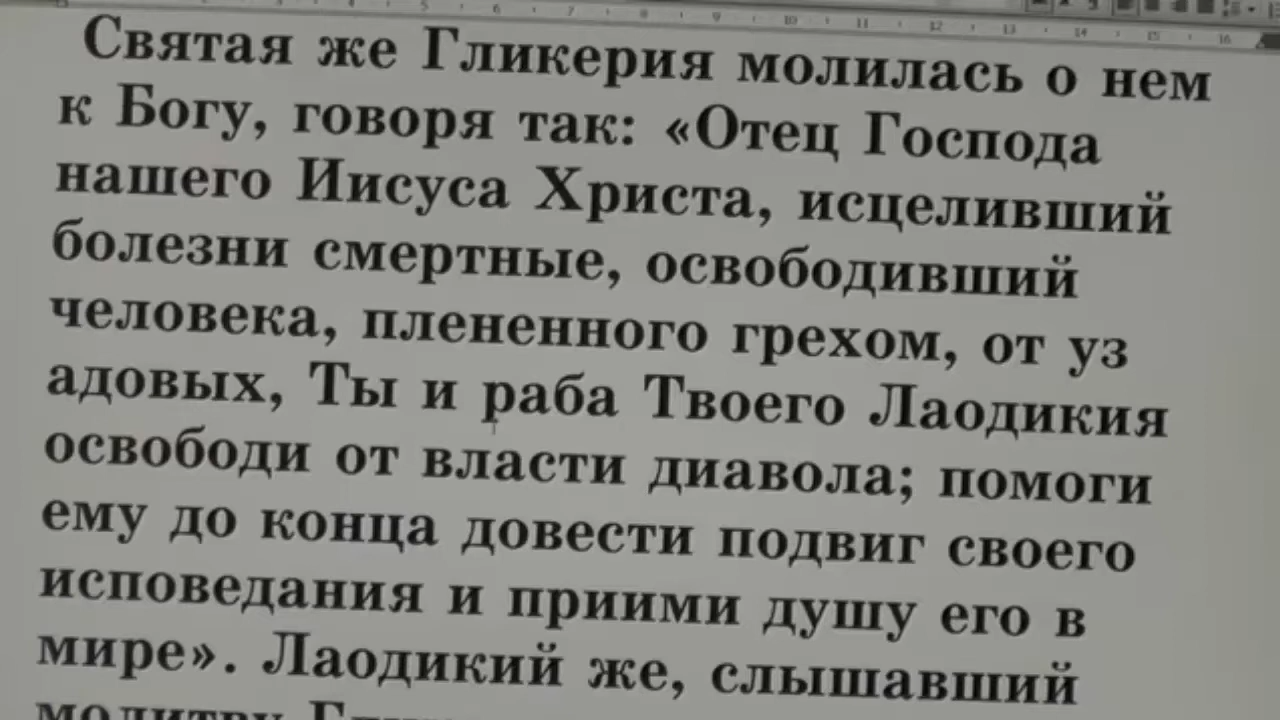 Святая же Гликерия молилась о нем
к Богу, говоря так: «Отец Господа
нашего Иисуса Христа, исцеливший
болезни смертные, освободивший
человека, плененного грехом, от уз
адовых, Ты и раба Твоего Лаодикия
освободи от власти диавола; помоги
ему до конца довести подвиг своего
исповедания и приими душу его в
мире». Лаодикий же, слышавший
молитву